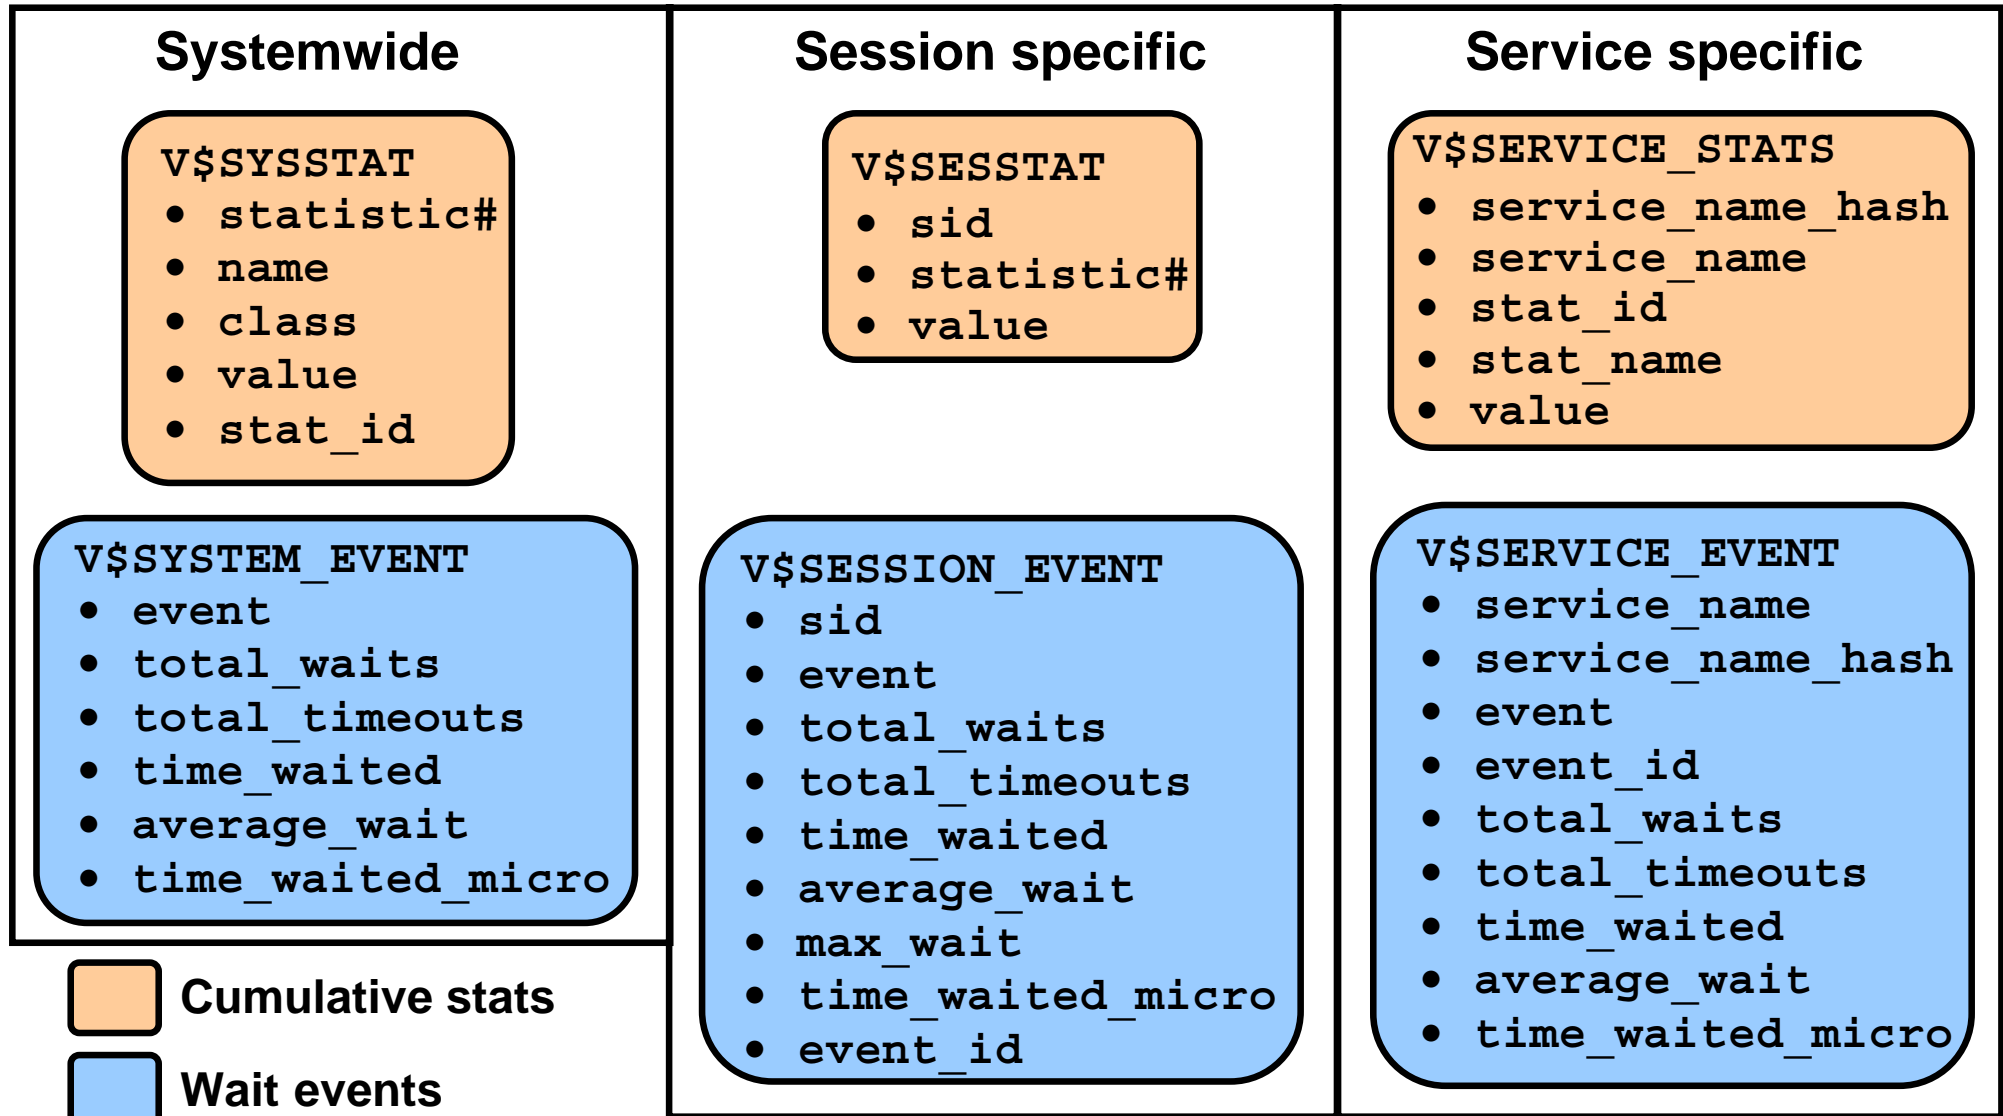 Systemwide
V$SYSSTAT
• statistic#
• name
• class
• value
• stat_id
V$SYSTEM_EVENT
• event
• total_waits
• total_timeouts
• time_waited
• average_wait
• time_waited_micro
Cumulative stats
Wait events
Session specific
V$SESSTAT
• sid
• statistic#
• value
V$SESSION_EVENT
• sid
• event
• total_waits
• total_timeouts
• time_waited
• average_wait
• max_wait
• time_waited_micro
• event_id
Service specific
V$SERVICE_STATS
• service_name_hash
• service_name
• stat_id
• stat_name
• value
V$SERVICE_EVENT
• service_name
• service_name_hash
• event
• event_id
• total_waits
• total_timeouts
• time_waited
• average_wait
• time_waited_micro